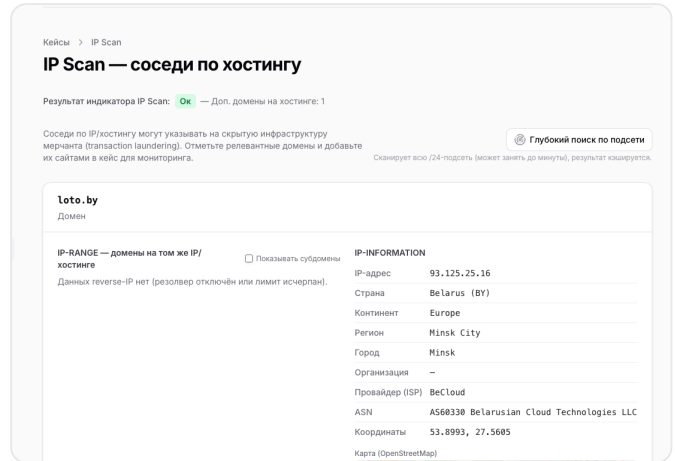 Кейсы > IP Scan
IP Scan — соседи по хостингу
Результат индикатора IP Scan: Ок — Доп. домены на хостинге: 1
Соседи по IP/хостингу могут указывать на скрытую инфраструктуру
мерчанта (transaction laundering). Отметьте релевантные домены и добавьте
их сайтами в кейс для мониторинга.
Глубокий поиск по подсети
Сканирует всю /24-подсеть (может занять до минуты), результат кэшируется.
loto.by
Домен
IP-RANGE — домены на том же IP/
хостинге
Показывать субдомены
Данных reverse-IP нет (резолвер отключён или лимит исчерпан).
IP-INFORMATION
IP-адрес 93.125.25.16
Страна Belarus (BY)
Континент Europe
Регион Minsk City
Город Minsk
Организация —
Провайдер (ISP) BeCloud
ASN AS60330 Belarusian Cloud Technologies LLC
Координаты 53.8993, 27.5605
Карта (OpenStreetMap)